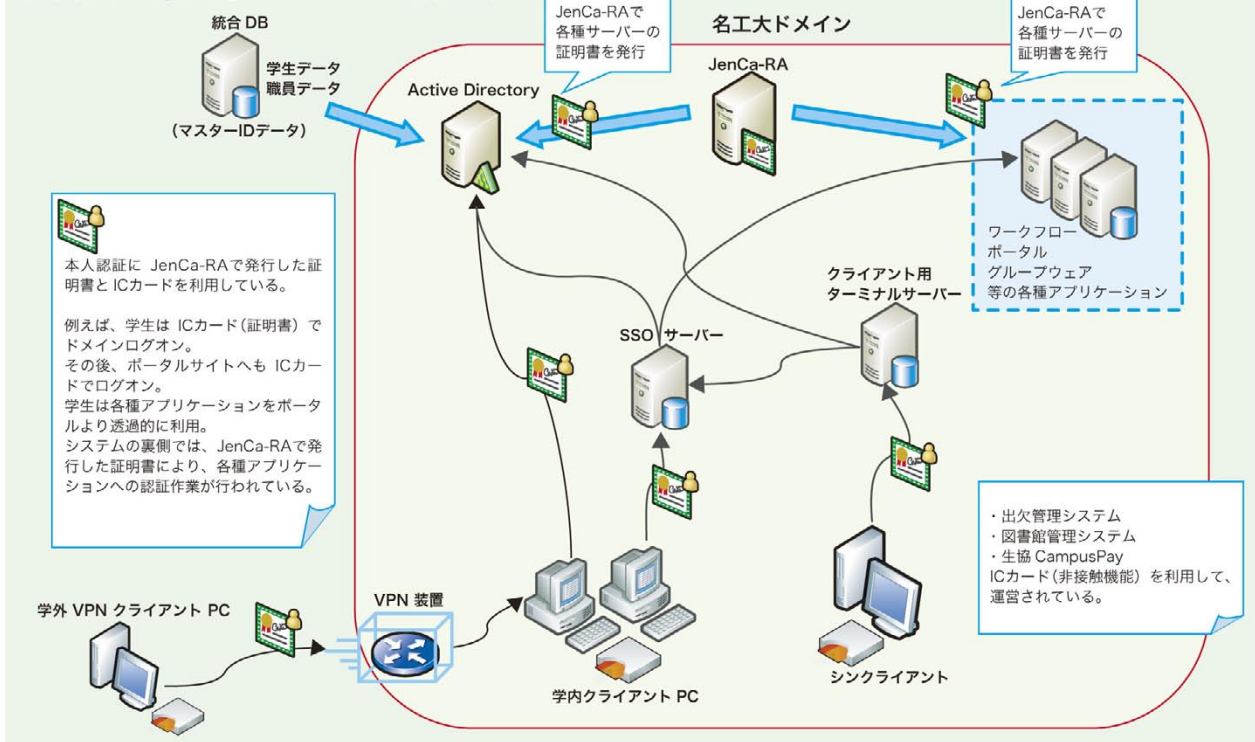 統合 DB
学生データ
職員データ
(マスターIDデータ)
JenCa-RAで
各種サーバーの
証明書を発行
名工大ドメイン
JenCa-RAで
各種サーバーの
証明書を発行
Active Directory
JenCa-RA
ワークフロー
ポータル
グループウェア
等の各種アプリケーション
本人認証に JenCa-RAで発行した証
明書と ICカードを利用している。
例えば、学生は ICカード(証明書)で
ドメインログオン。
その後、ポータルサイトへも ICカー
ドでログオン。
学生は各種アプリケーションをポータ
ルより透過的に利用。
システムの裏側では、JenCa-RAで発
行した証明書により、各種アプリケー
ションへの認証作業が行われている。
クライアント用
ターミナルサーバー
SSO サーバー
・出欠管理システム
・図書館管理システム
・生協 CampusPay
ICカード(非接触機能)を利用して、
運営されている。
学外 VPN クライアント PC
VPN 装置
学内クライアント PC
シンクライアント